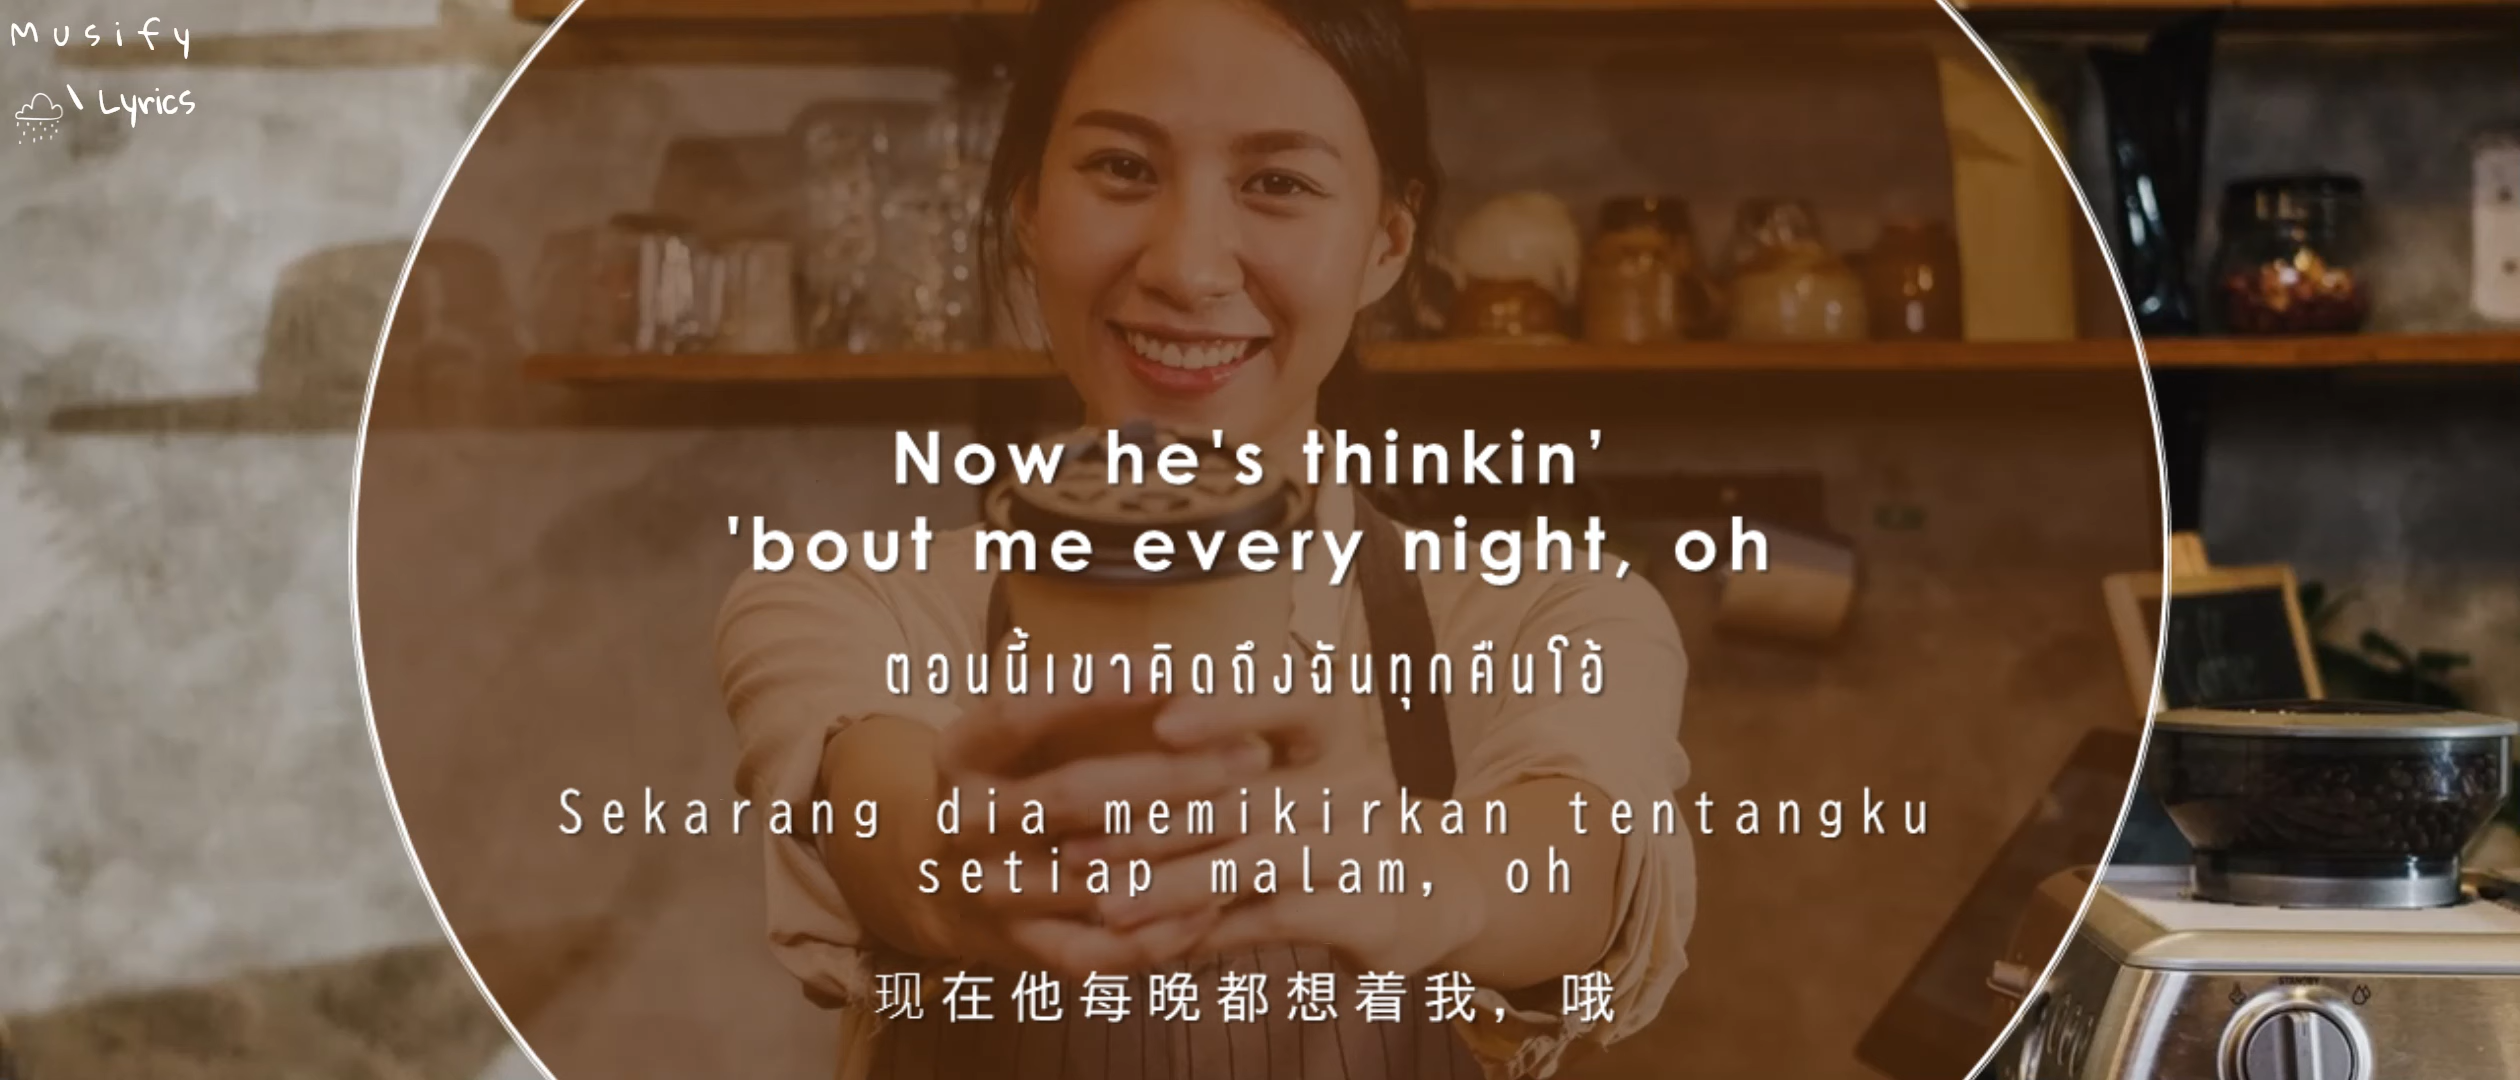 Musify
Lyrics
Now he's thinkin'
'bout me every night, oh
ตอนนี้เขาคิดถึงฉันทุกคืนโอ้
Sekarang dia memikirkan tentangku
setiap malam, oh
现在他每晚都想着我，哦
STANDBY